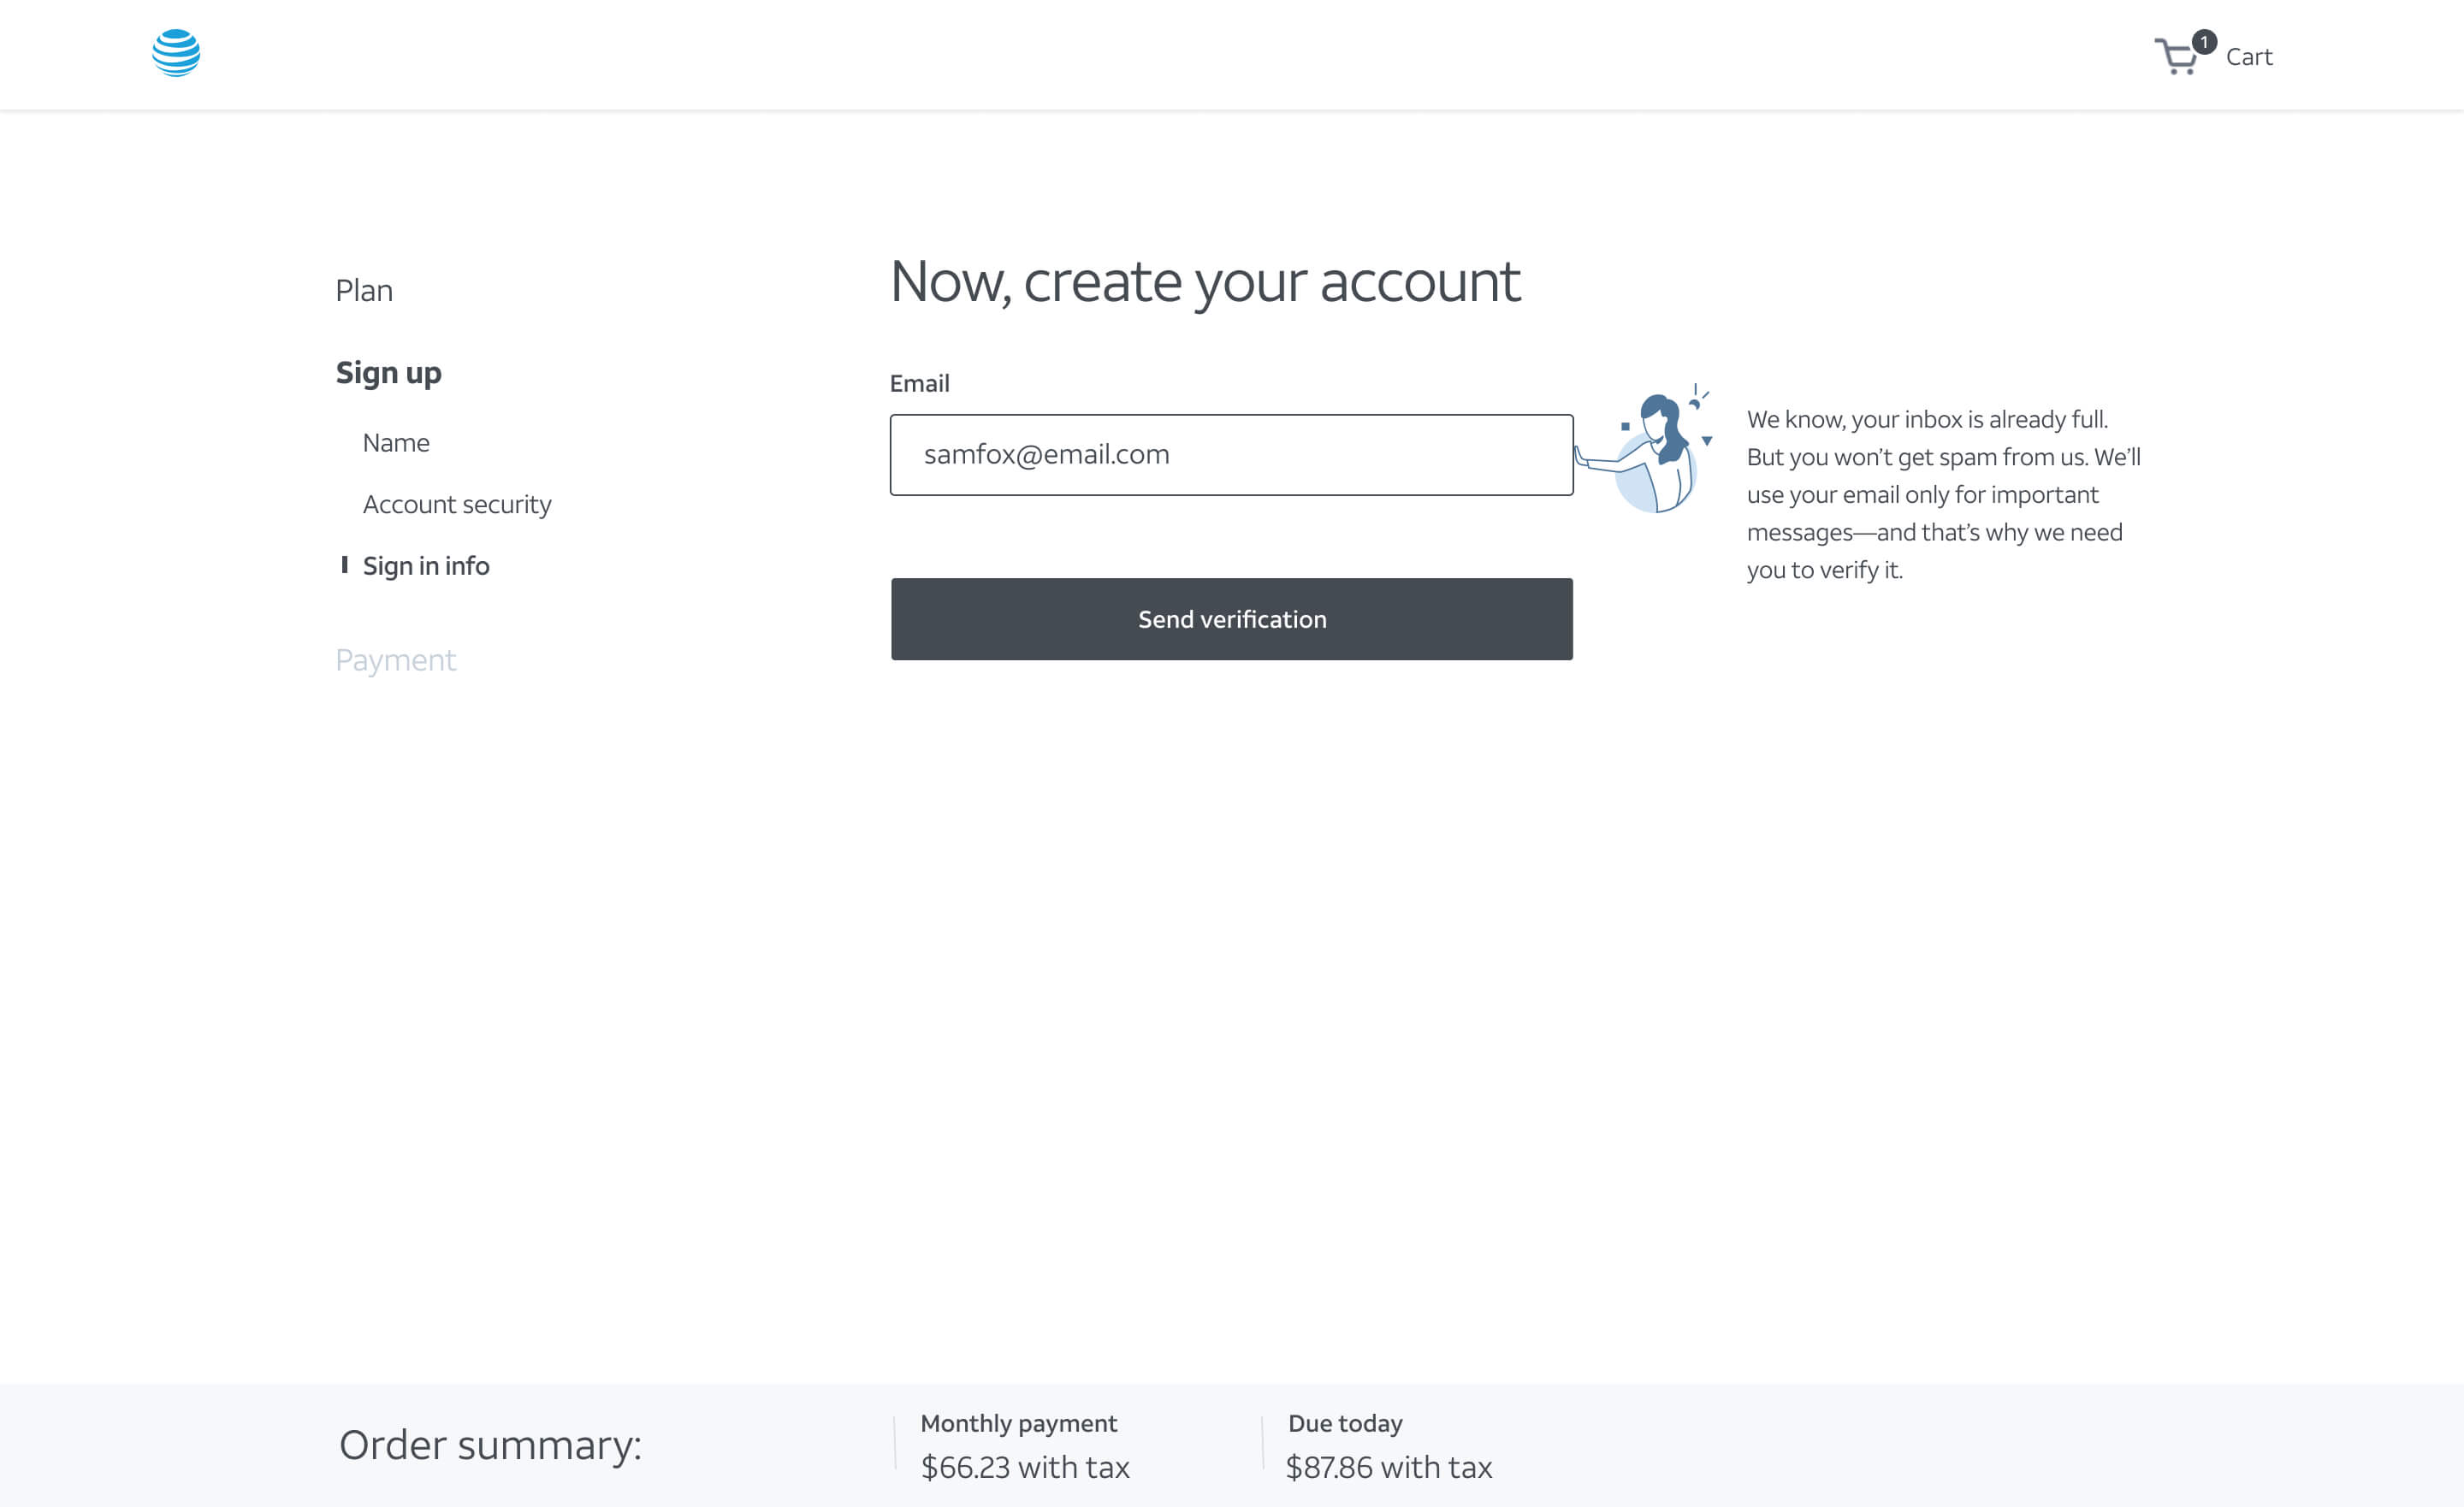 1
Cart
Plan
Sign up
Name
Account security
Sign in info
Payment
Now, create your account
Email
samfox@email.com
Send verification
We know, your inbox is already full.
But you won’t get spam from us. We’ll
use your email only for important
messages—and that’s why we need
you to verify it.
Order summary:
Monthly payment
$66.23 with tax
Due today
$87.86 with tax